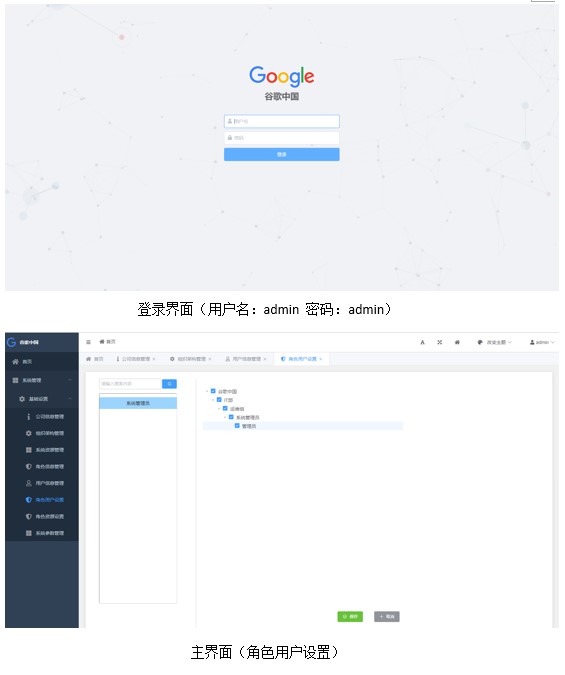 Google
谷歌中国
用户名
密码
登录
登录界面（用户名：admin 密码：admin）
谷歌中国
首页
改变主题
admin
首页
公司信息管理
组织架构管理
用户信息管理
角色用户设置
首页
系统管理
基础设置
公司信息管理
组织架构管理
系统资源管理
角色信息管理
用户信息管理
角色用户设置
角色资源设置
系统参数管理
请输入搜索内容
系统管理员
谷歌中国
IT部
运维组
系统管理员
管理员
保存
取消
主界面（角色用户设置）